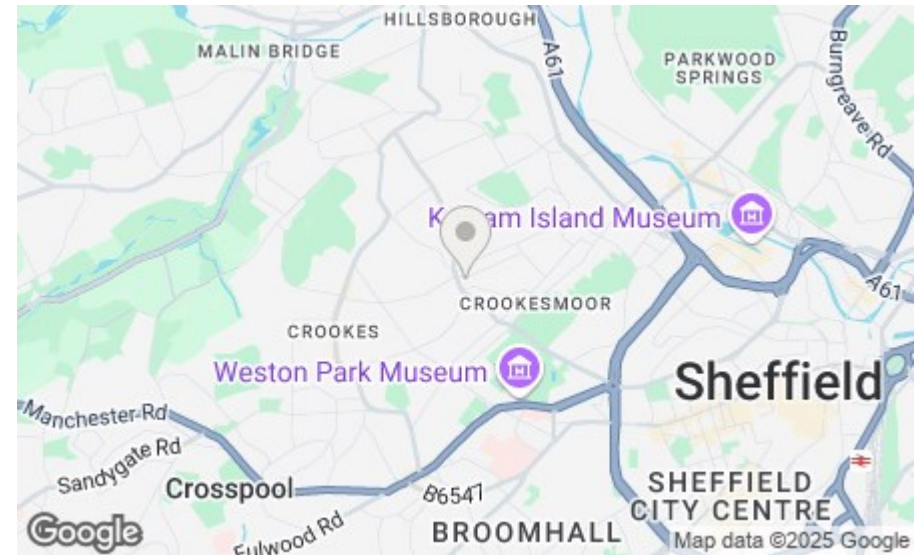 HILLSBOROUGH
MALIN BRIDGE
A61
PARKWOOD
SPRINGS
Burngreave Rd
Island Museum
A61
CROOKESMOOR
CROOKES
Weston Park Museum
Sheffield
Manchester Rd
Sandygate Rd
Crosspool
B6547
SHEFFIELD
CITY CENTRE
Fulwood Rd
BROOMHALL
Google
Map data ©2025 Google